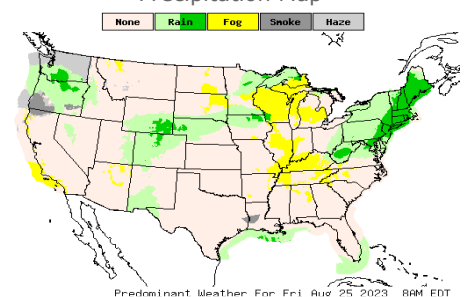 Precipitation Map
None Rain Fog Smoke Haze
Predominant Weather For Fri Aug 25 2023 8AM EDT